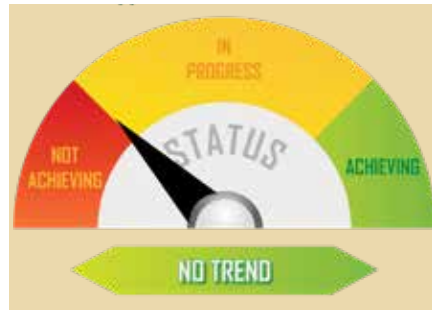 IN
PROGRESS
STATUS
NOT
ACHIEVING
ACHIEVING
NO TREND